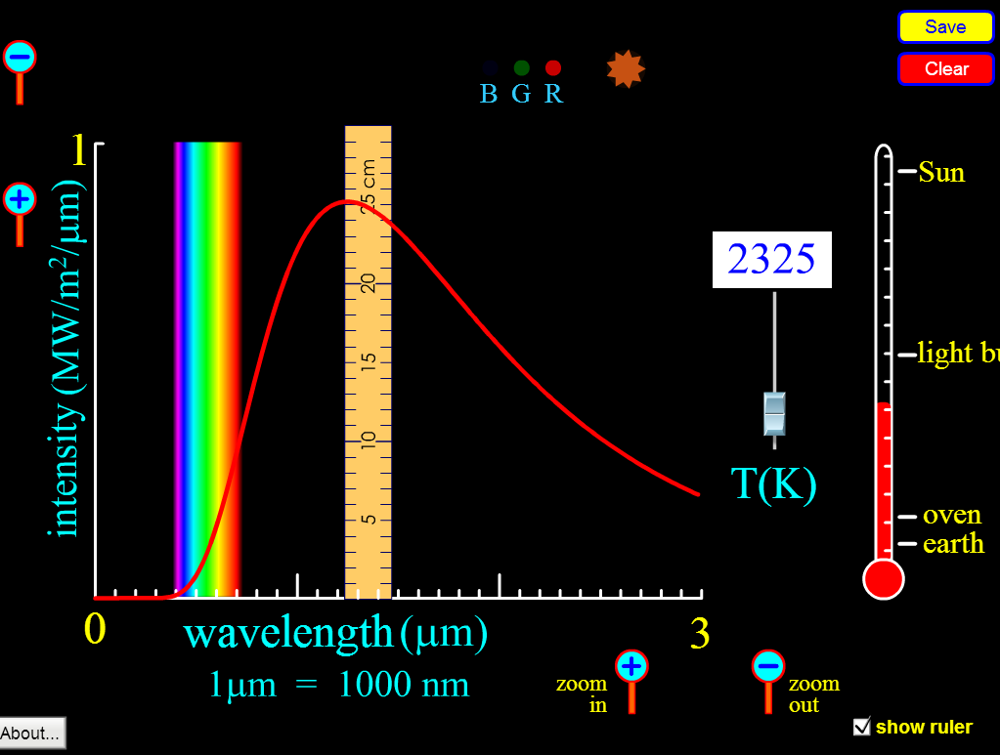 Save
Clear
B G R
1
intensity (MW/m²/μm)
25 cm
20
15
10
5
2325
T(K)
Sun
light bu
oven
earth
0
3
wavelength (μm)
1μm = 1000 nm
zoom
in
zoom
out
About...
show ruler